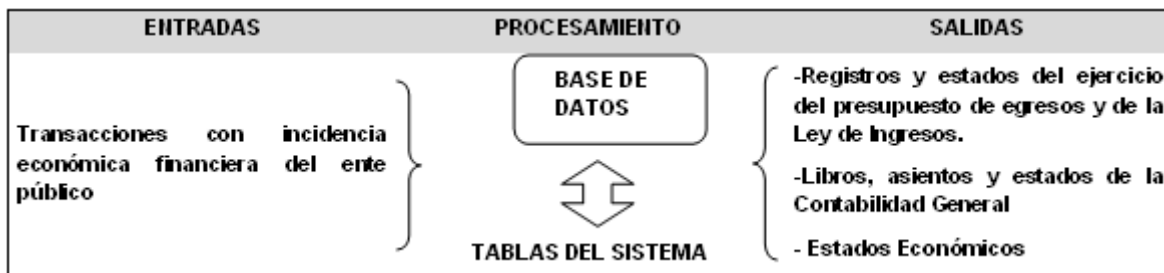 ENTRADAS
PROCESAMIENTO
SALIDAS
Transacciones con incidencia
económica financiera del ente
público
BASE DE
DATOS
TABLAS DEL SISTEMA
-Registros y estados del ejercicio
del presupuesto de egresos y de la
Ley de Ingresos.
-Libros, asientos y estados de la
Contabilidad General
- Estados Económicos